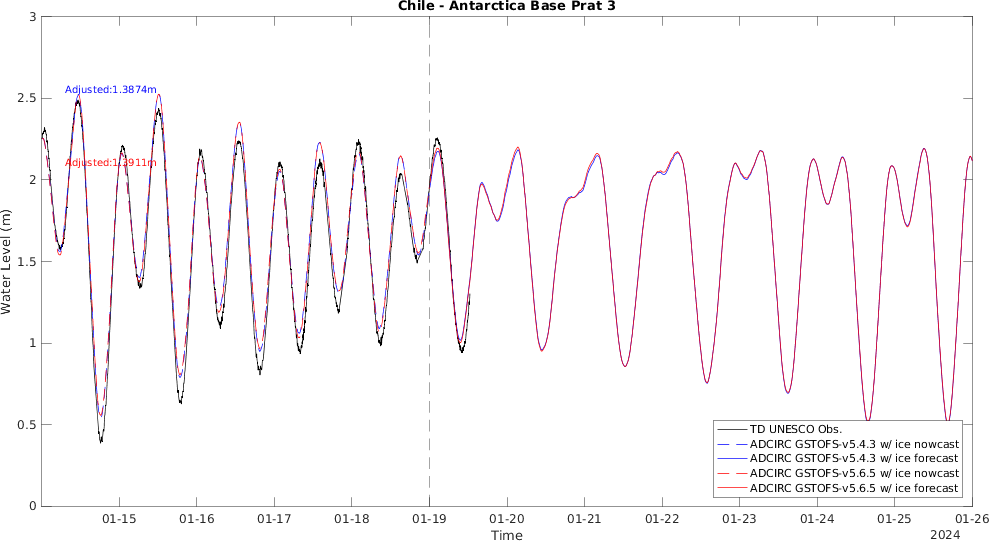 Chile - Antarctica Base Prat 3
3
2.5
2
1.5
1
0.5
0
Water Level (m)
Adjusted:1.3874m
Adjusted:1.3911m
TD UNESCO Obs.
ADCIRC GSTOFS-v5.4.3 w/ ice nowcast
ADCIRC GSTOFS-v5.4.3 w/ ice forecast
ADCIRC GSTOFS-v5.6.5 w/ ice nowcast
ADCIRC GSTOFS-v5.6.5 w/ ice forecast
01-15 01-16 01-17 01-18 01-19 01-20 01-21 01-22 01-23 01-24 01-25 01-26
Time
2024